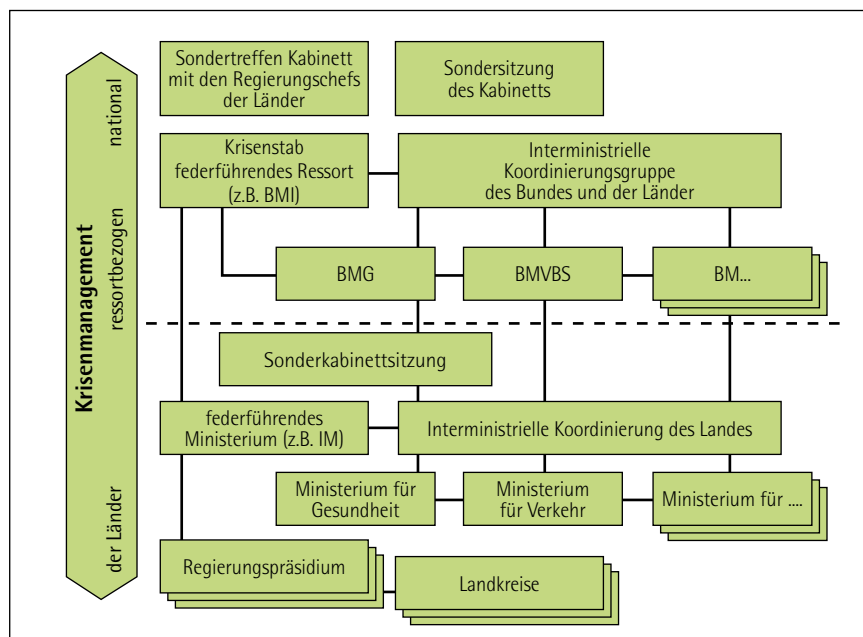 Krisenmanagement
national
ressortbezogen
der Länder
Sondertreffen Kabinett
mit den Regierungschefs
der Länder
Sondersitzung
des Kabinetts
Krisenstab
federführendes Ressort
(z.B. BMI)
Interministrielle
Koordinierungsgruppe
des Bundes und der Länder
BMG
BMVBS
BM...
Sonderkabinettsitzung
federführendes
Ministerium (z.B. IM)
Interministrielle Koordinierung des Landes
Ministerium für
Gesundheit
Ministerium
für Verkehr
Ministerium für ....
Regierungspräsidium
Landkreise